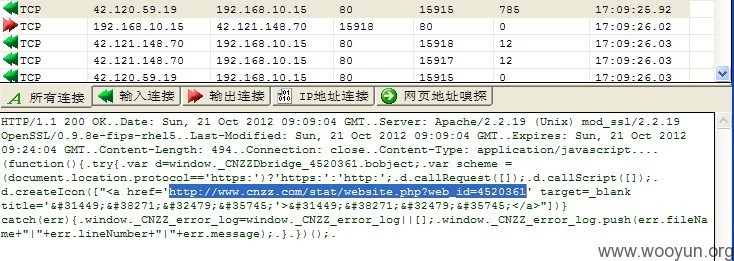 TCP 42.120.59.19 192.168.10.15 80 15915 785 17:09:25.92
TCP 192.168.10.15 42.121.148.70 15918 80 0 17:09:26.02
TCP 42.121.148.70 192.168.10.15 80 15918 12 17:09:26.03
TCP 42.121.148.70 192.168.10.15 80 15917 12 17:09:26.03
TCP 42.120.59.19 192.168.10.15 80 15915 0 17:09:26.03
A 所有连接 输入连接 输出连接 IP地址连接 网页地址嗅探
HTTP/1.1 200 OK..Date: Sun, 21 Oct 2012 09:09:04 GMT..Server: Apache/2.2.19 (Unix) mod_ssl/2.2.19
OpenSSL/0.9.8e-fips-rhel5..Last-Modified: Sun, 21 Oct 2012 09:09:04 GMT..Expires: Sun, 21 Oct 2012
09:24:04 GMT..Content-Length: 494..Connection: close..Content-Type: application/javascript....
(function(){.try{.var d=window._CNZZDbridge_4520361.bobject;.var scheme =
(document.location.protocol=='https:')?'https:':'http:';.d.callRequest([]);.d.callScript([]);.
d.createIcon(["<a href='http://www.cnzz.com/stat/website.php?web_id=4520361' target=_blank
title='&#31449;&#38271;&#32479;&#35745;'>&#31449;&#38271;&#32479;&#35745;</a>"])}
catch(err){.window._CNZZ_error_log=window._CNZZ_error_log||[];.window._CNZZ_error_log.push(err.fileNa
me+"|"+err.lineNumber+"|"+err.message);.}.})();.
www.wooyun.org